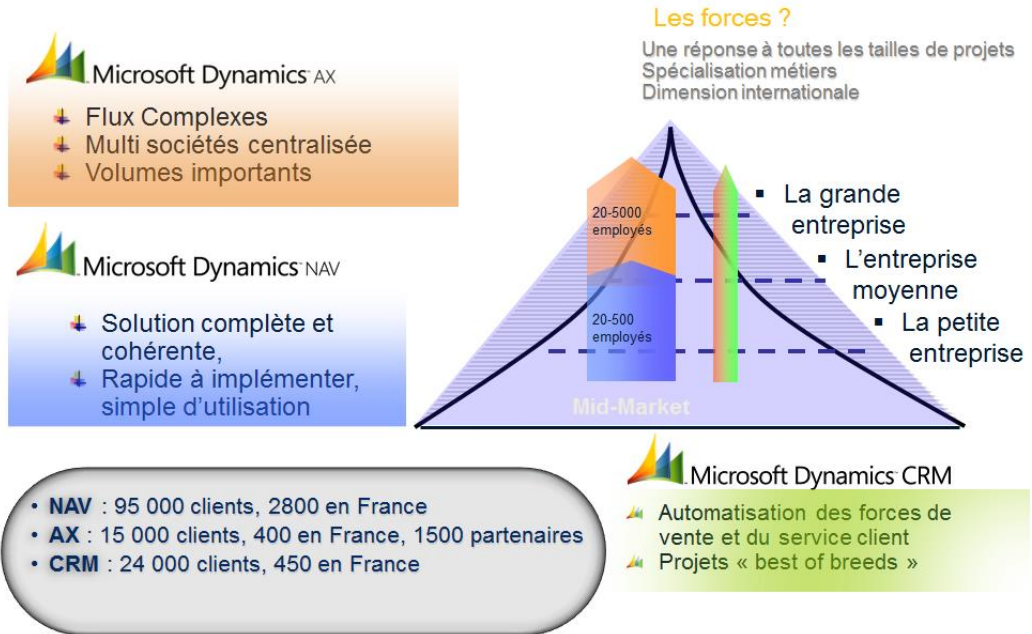 Les forces ?
Une réponse à toutes les tailles de projets
Spécialisation métiers
Dimension internationale
Microsoft Dynamics AX
Flux Complexes
Multi sociétés centralisée
Volumes importants
Microsoft Dynamics NAV
Solution complète et
cohérente,
Rapide à implémenter,
simple d'utilisation
20-5000
employés
20-500
employés
Mid-Market
▪ La grande
entreprise
▪ L'entreprise
moyenne
▪ La petite
entreprise
• NAV : 95 000 clients, 2800 en France
• AX : 15 000 clients, 400 en France, 1500 partenaires
• CRM : 24 000 clients, 450 en France
Microsoft Dynamics CRM
Automatisation des forces de
vente et du service client
Projets « best of breeds »